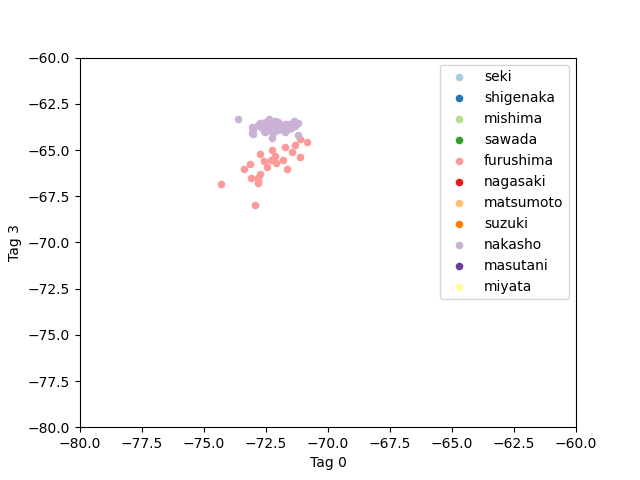 −60.0
−62.5
−65.0
−67.5
−70.0
−72.5
−75.0
−77.5
−80.0
Tag 3
seki
shigenaka
mishima
sawada
furushima
nagasaki
matsumoto
suzuki
nakasho
masutani
miyata
−80.0 −77.5 −75.0 −72.5 −70.0 −67.5 −65.0 −62.5 −60.0
Tag 0